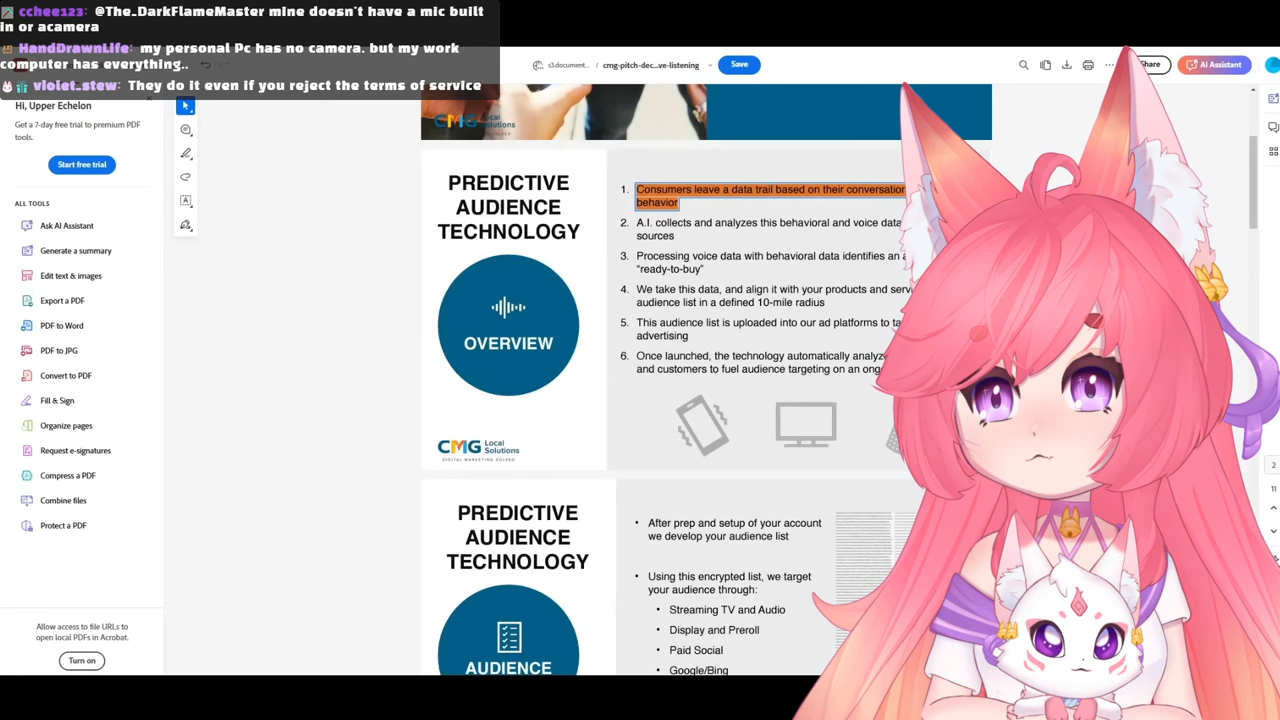 cchee123: @The_DarkFlameMaster mine doesn't have a mic built
in or acamera
HandDrawnLife: my personal Pc has no camera. but my work
computer has everything..
violet_stew: They do it even if you reject the terms of service
s3.document... / cmg-pitch-dec...ve-listening
Save
Share
AI Assistant
Hi, Upper Echelon
Get a 7-day free trial to premium PDF
tools.
Start free trial
ALL TOOLS
Ask AI Assistant
Generate a summary
Edit text & images
Export a PDF
PDF to Word
PDF to JPG
Convert to PDF
Fill & Sign
Organize pages
Request e-signatures
Compress a PDF
Combine files
Protect a PDF
Allow access to file URLs to
open local PDFs in Acrobat.
Turn on
CMG Local
Solutions
PREDICTIVE
AUDIENCE
TECHNOLOGY
OVERVIEW
CMG Local
Solutions
DIGITAL MARKETING SOLVED
1. Consumers leave a data trail based on their conversation
behavior
2. A.I. collects and analyzes this behavioral and voice data
sources
3. Processing voice data with behavioral data identifies an
"ready-to-buy"
4. We take this data, and align it with your products and
audience list in a defined 10-mile radius
5. This audience list is uploaded into our ad platforms to
advertising
6. Once launched, the technology automatically
and customers to fuel audience targeting on an
PREDICTIVE
AUDIENCE
TECHNOLOGY
AUDIENCE
• After prep and setup of your account
we develop your audience list
• Using this encrypted list, we target
your audience through:
• Streaming TV and Audio
• Display and Preroll
• Paid Social
• Google/Bing
2
11